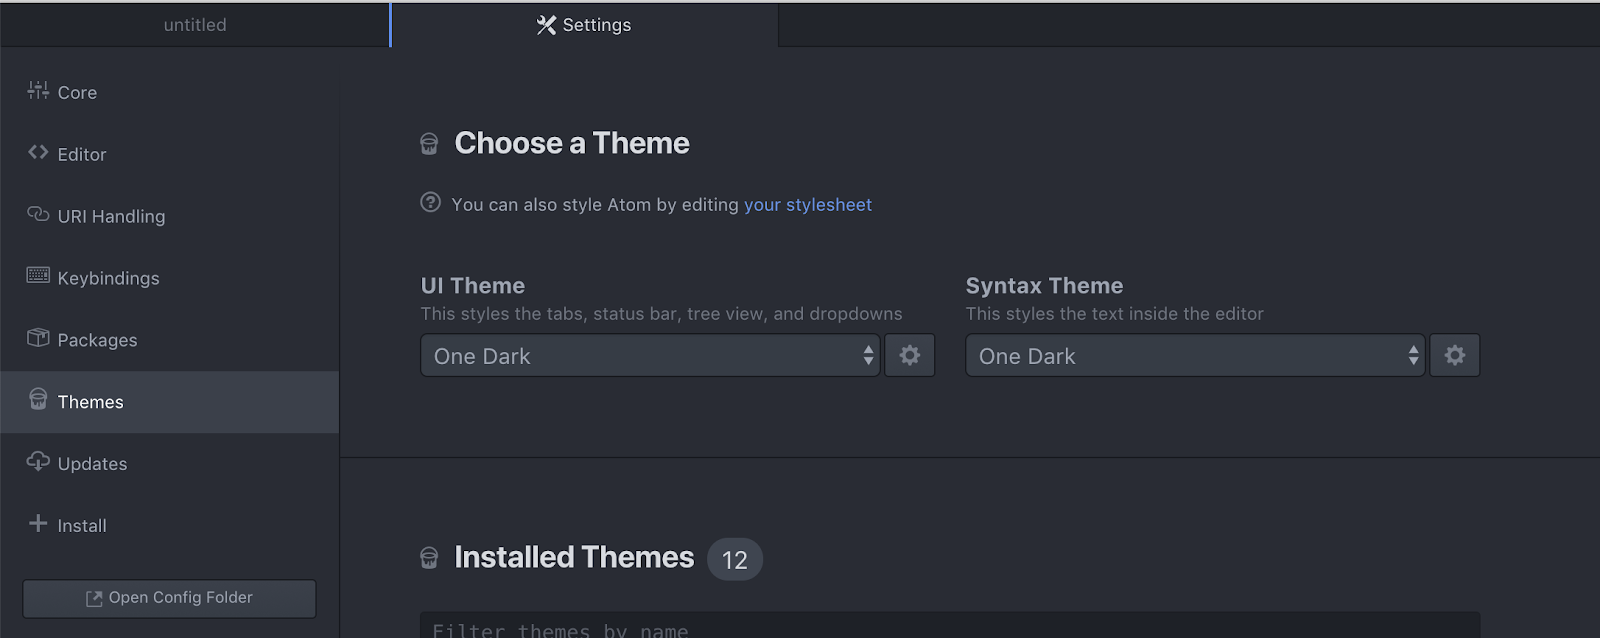 untitled
Settings
Core
Editor
URI Handling
Keybindings
Packages
Themes
Updates
Install
Open Config Folder
Choose a Theme
You can also style Atom by editing your stylesheet
UI Theme
This styles the tabs, status bar, tree view, and dropdowns
One Dark
Syntax Theme
This styles the text inside the editor
One Dark
Installed Themes 12
Filter themes by name